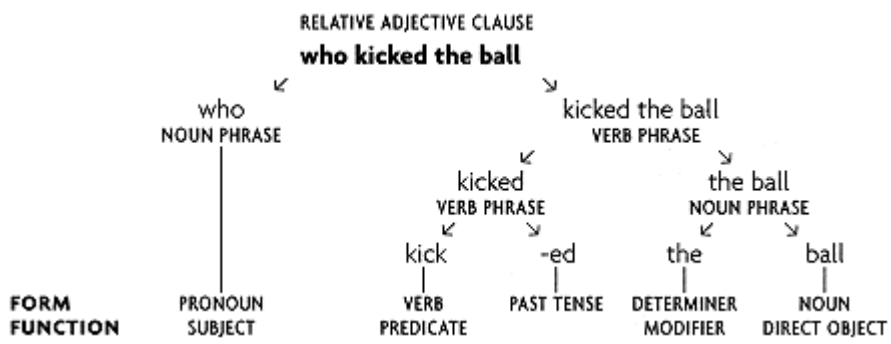 RELATIVE ADJECTIVE CLAUSE
who kicked the ball
who kicked the ball
NOUN PHRASE VERB PHRASE
kicked the ball
VERB PHRASE NOUN PHRASE
kick -ed the ball
FORM PRONOUN VERB PAST TENSE DETERMINER NOUN
FUNCTION SUBJECT PREDICATE MODIFIER DIRECT OBJECT